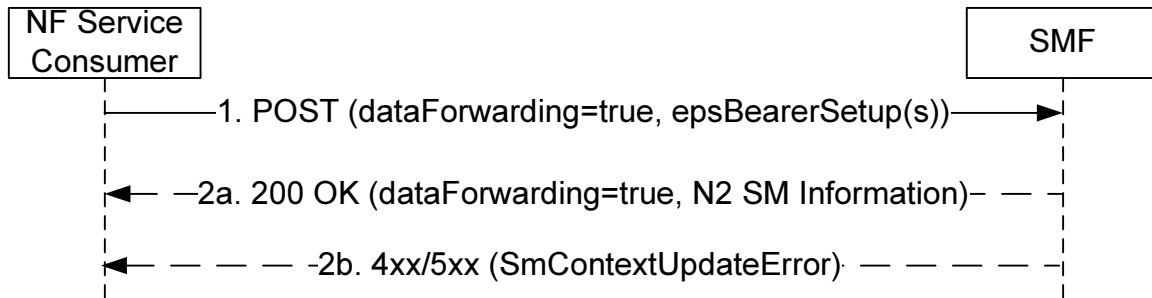 NF Service
Consumer
SMF
1. POST (dataForwarding=true, epsBearerSetup(s))
2a. 200 OK (dataForwarding=true, N2 SM Information)
2b. 4xx/5xx (SmContextUpdateError)